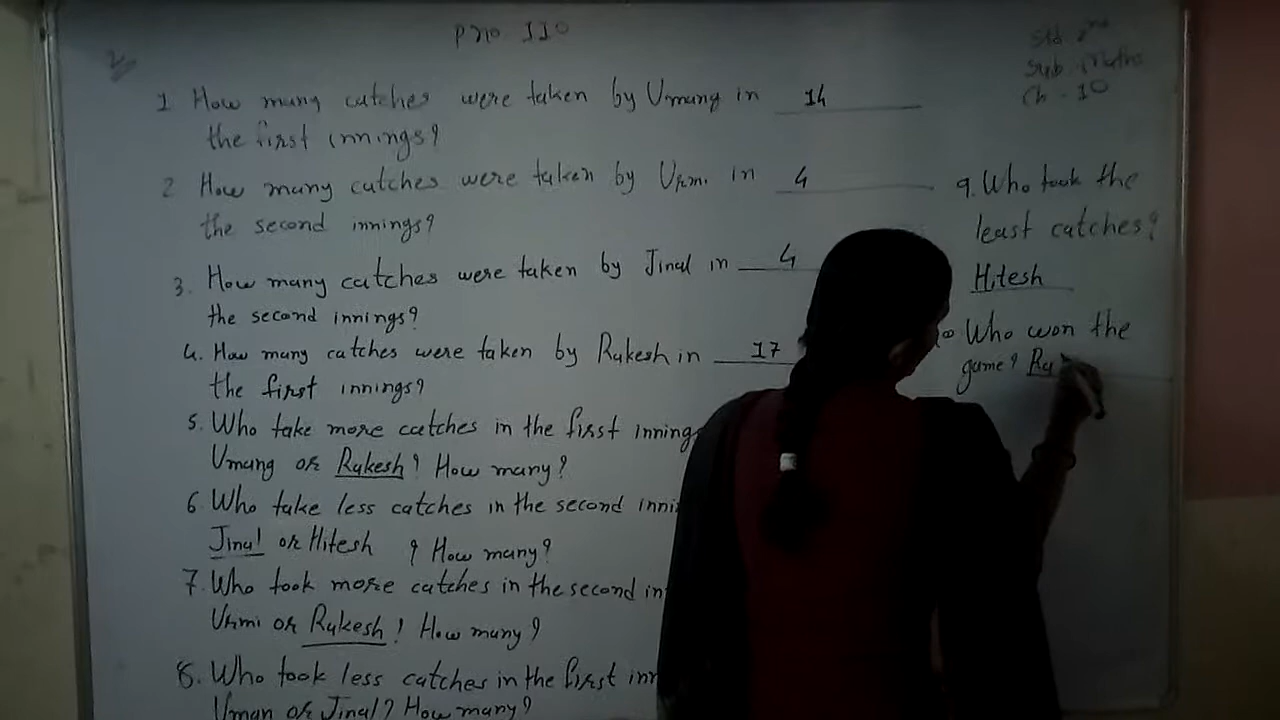 P no 110
Std 2nd
Sub Maths
Ch - 10
1 How many catches were taken by Umang in 14
the first innings?
2 How many catches were taken by Urmi in 4
the second innings?
3. How many catches were taken by Jinal in 4
the second innings?
4. How many catches were taken by Rakesh in 17
the first innings?
5. Who take more catches in the first inning
Umang or Rakesh? How many?
6 Who take less catches in the second inni
Jinal or Hitesh ? How many?
7. Who took more catches in the second in
Urmi or Rakesh! How many?
8. Who took less catches in the first inn
Uman or Jinal? How many?
9. Who took the
least catches?
Hitesh
Who won the
game? Ra